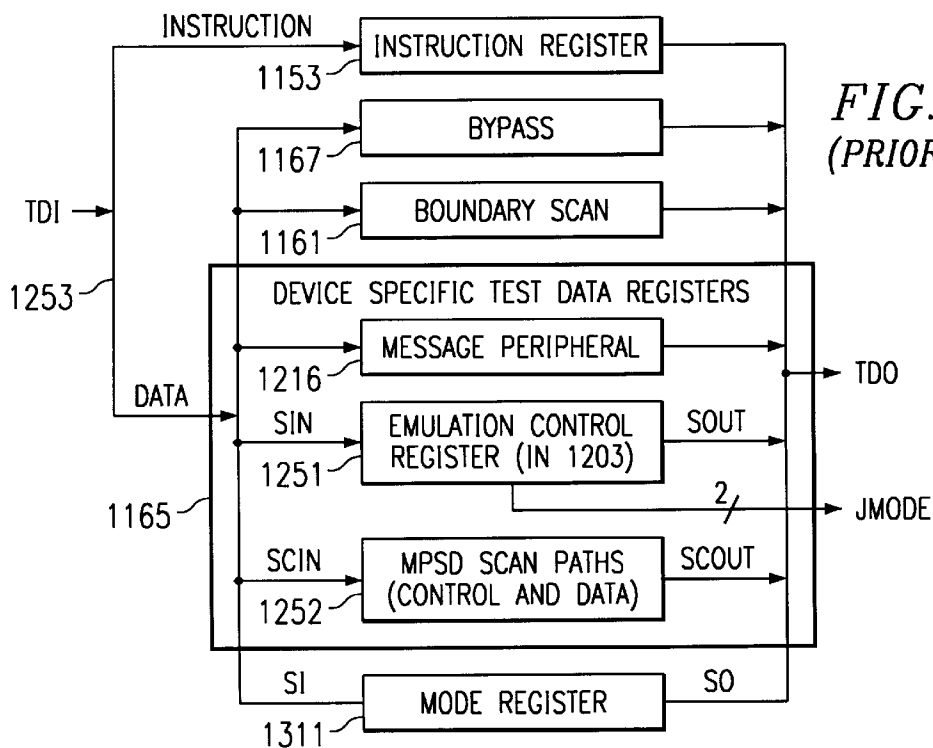 INSTRUCTION
INSTRUCTION REGISTER
1153
FIG.
(PRIOR
BYPASS
1167
TDI
BOUNDARY SCAN
1161
1253
DEVICE SPECIFIC TEST DATA REGISTERS
MESSAGE PERIPHERAL
1216
TDO
DATA
SIN
EMULATION CONTROL
REGISTER (IN 1203)
SOUT
1251
1165
2
JMODE
SCIN
MPSD SCAN PATHS
(CONTROL AND DATA)
SCOUT
1252
SI
MODE REGISTER
SO
1311